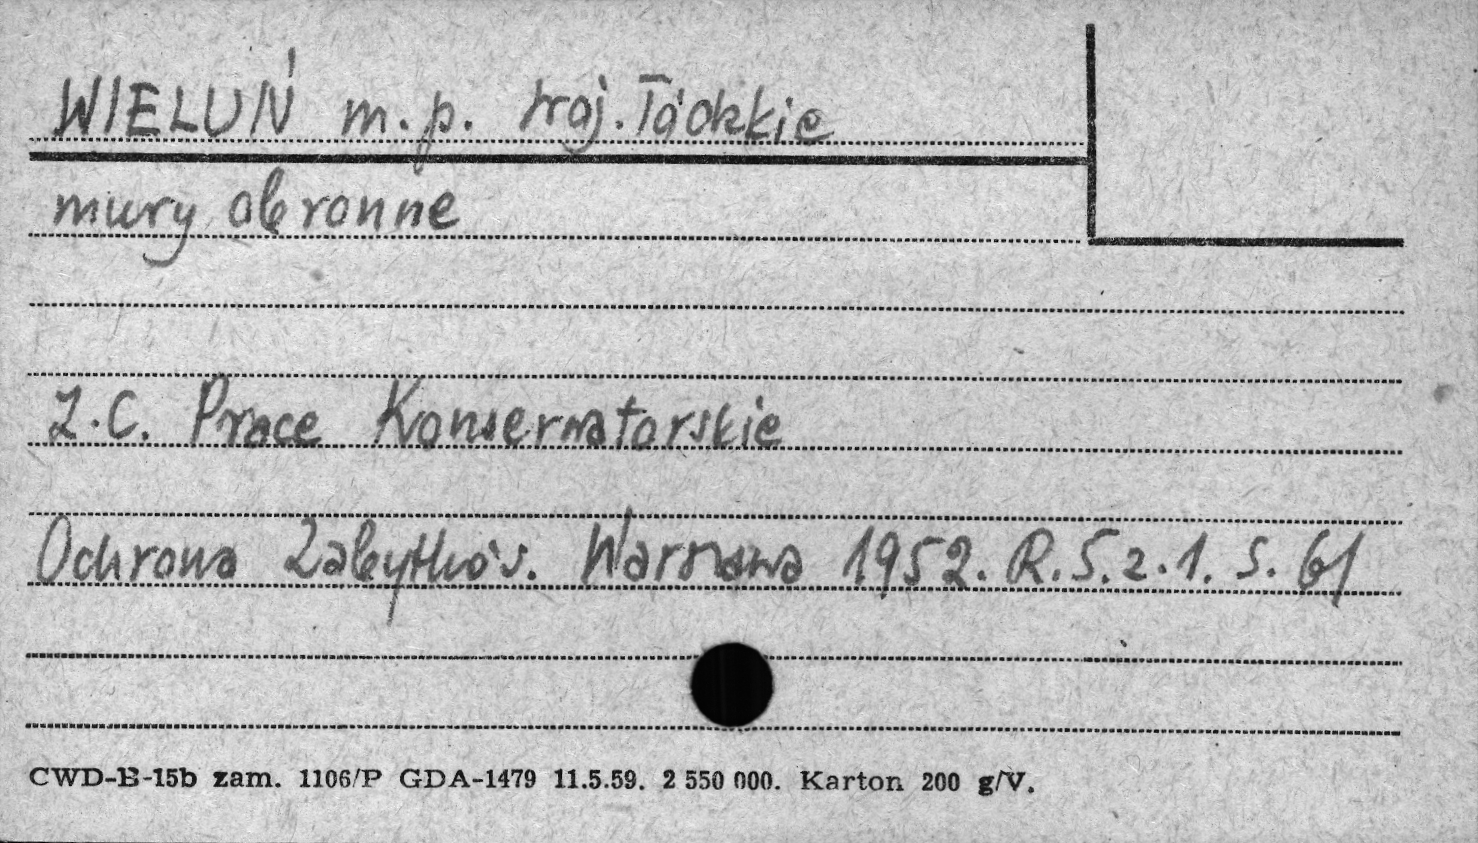 WIELUŃ m.p. woj. Łódzkie
mury obronne
Z.C. Prace Konserwatorskie
Ochrona Zabytków. Warszawa 1952. R.5. z.1. S. 61
CWD-B-15b zam. 1106/P GDA-1479 11.5.59. 2 550 000. Karton 200 g/V.